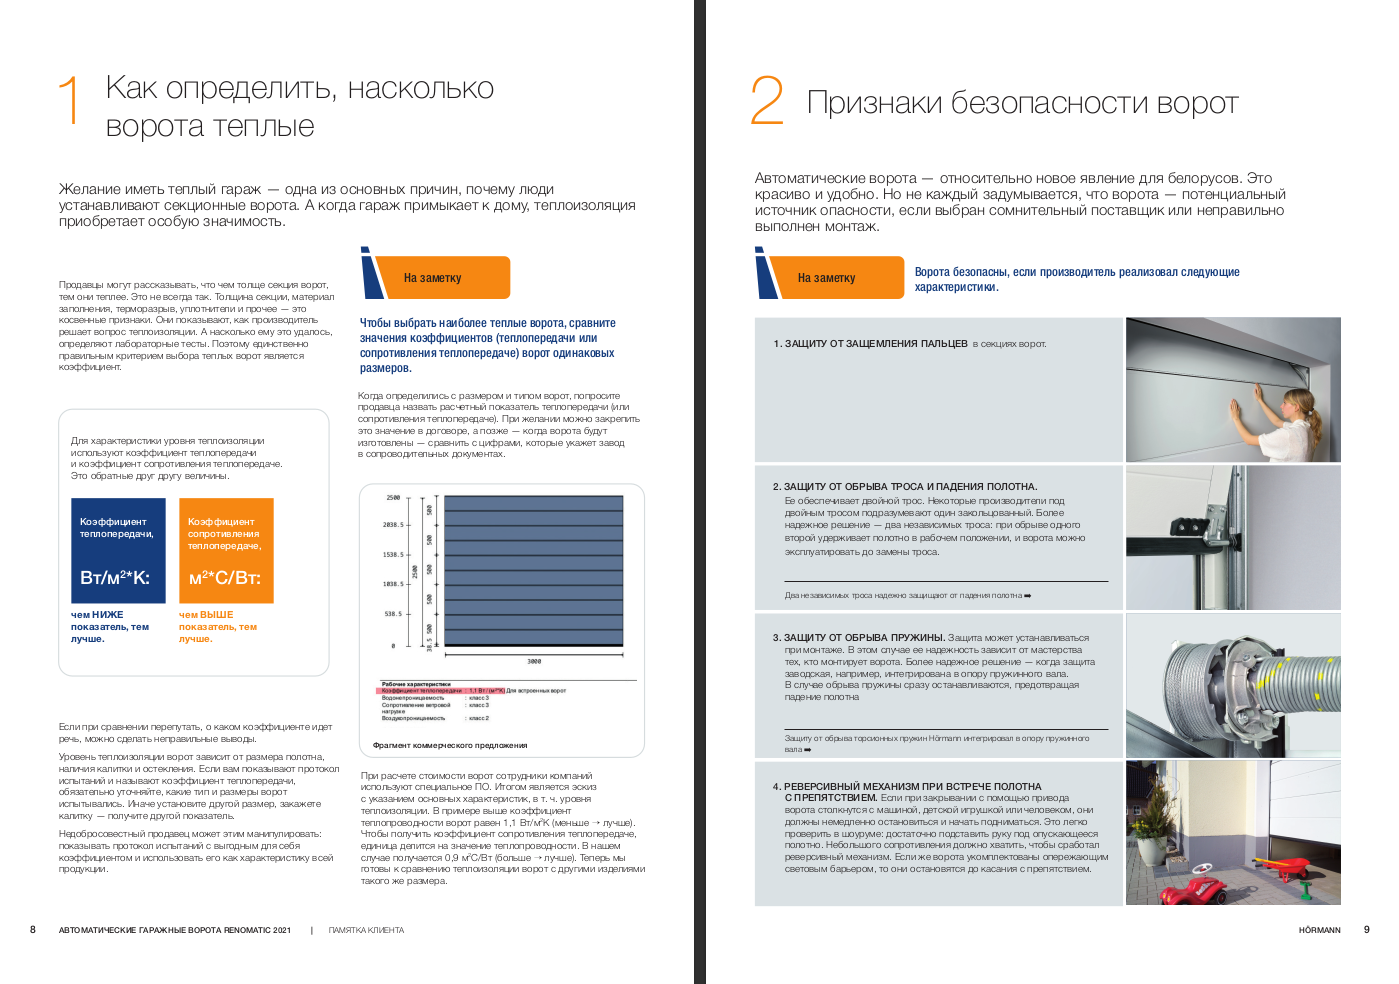 1
Как определить, насколько
ворота теплые
Желание иметь теплый гараж — одна из основных причин, почему люди
устанавливают секционные ворота. А когда гараж примыкает к дому, теплоизоляция
приобретает особую значимость.
Продавцы могут рассказывать, что чем толще секция ворот,
тем они теплее. Это не всегда так. Толщина секции, материал
заполнения, терморазрыв, уплотнители и прочее — это
косвенные признаки. Они показывают, как производитель
решает вопрос теплоизоляции. А насколько ему это удалось,
определяют лабораторные тесты. Поэтому единственно
правильным критерием выбора теплых ворот является
коэффициент.
Для характеристики уровня теплоизоляции
используют коэффициент теплопередачи
и коэффициент сопротивления теплопередаче.
Это обратные друг другу величины.
Коэффициент
теплопередачи,
Вт/м²*К:
чем НИЖЕ
показатель, тем
лучше.
Коэффициент
сопротивления
теплопередаче,
м²*С/Вт:
чем ВЫШЕ
показатель, тем
лучше.
Если при сравнении перепутать, о каком коэффициенте идет
речь, можно сделать неправильные выводы.
Уровень теплоизоляции ворот зависит от размера полотна,
наличия калитки и остекления. Если вам показывают протокол
испытаний и называют коэффициент теплопередачи,
обязательно уточняйте, какие тип и размеры ворот
испытывались. Иначе установите другой размер, закажете
калитку — получите другой показатель.
Недобросовестный продавец может этим манипулировать:
показывать протокол испытаний с выгодным для себя
коэффициентом и использовать его как характеристику всей
продукции.
На заметку
Чтобы выбрать наиболее теплые ворота, сравните
значения коэффициентов (теплопередачи или
сопротивления теплопередаче) ворот одинаковых
размеров.
Когда определились с размером и типом ворот, попросите
продавца назвать расчетный показатель теплопередачи (или
сопротивления теплопередаче). При желании можно закрепить
это значение в договоре, а позже — когда ворота будут
изготовлены — сравнить с цифрами, которые укажет завод
в сопроводительных документах.
2500
2038.5
1538.5
1038.5
538.5
0
2500
500
500
500
500
500
38.5
3000
Рабочие характеристики
Коэффициент теплопередачи : 1,1 Вт / (м²*К) Для встроенных ворот
Водонепроницаемость : класс 3
Сопротивление ветровой : класс 3
нагрузке
Воздухопроницаемость : класс 2
Фрагмент коммерческого предложения
При расчете стоимости ворот сотрудники компаний
используют специальное ПО. Итогом является эскиз
с указанием основных характеристик, в т. ч. уровня
теплоизоляции. В примере выше коэффициент
теплопроводности ворот равен 1,1 Вт/м²К (меньше → лучше).
Чтобы получить коэффициент сопротивления теплопередаче,
единица делится на значение теплопроводности. В нашем
случае получается 0,9 м²С/Вт (больше → лучше). Теперь мы
готовы к сравнению теплоизоляции ворот с другими изделиями
такого же размера.
8 АВТОМАТИЧЕСКИЕ ГАРАЖНЫЕ ВОРОТА RENOMATIC 2021 | ПАМЯТКА КЛИЕНТА
2
Признаки безопасности ворот
Автоматические ворота — относительно новое явление для белорусов. Это
красиво и удобно. Но не каждый задумывается, что ворота — потенциальный
источник опасности, если выбран сомнительный поставщик или неправильно
выполнен монтаж.
На заметку
Ворота безопасны, если производитель реализовал следующие
характеристики.
1. ЗАЩИТУ ОТ ЗАЩЕМЛЕНИЯ ПАЛЬЦЕВ в секциях ворот.
2. ЗАЩИТУ ОТ ОБРЫВА ТРОСА И ПАДЕНИЯ ПОЛОТНА.
Ее обеспечивает двойной трос. Некоторые производители под
двойным тросом подразумевают один закольцованный. Более
надежное решение — два независимых троса: при обрыве одного
второй удерживает полотно в рабочем положении, и ворота можно
эксплуатировать до замены троса.
Два независимых троса надежно защищают от падения полотна ➡
3. ЗАЩИТУ ОТ ОБРЫВА ПРУЖИНЫ. Защита может устанавливаться
при монтаже. В этом случае ее надежность зависит от мастерства
тех, кто монтирует ворота. Более надежное решение — когда защита
заводская, например, интегрирована в опору пружинного вала.
В случае обрыва пружины сразу останавливаются, предотвращая
падение полотна
Защиту от обрыва торсионных пружин Hörmann интегрировал в опору пружинного
вала ➡
4. РЕВЕРСИВНЫЙ МЕХАНИЗМ ПРИ ВСТРЕЧЕ ПОЛОТНА
С ПРЕПЯТСТВИЕМ. Если при закрывании с помощью привода
ворота столкнутся с машиной, детской игрушкой или человеком, они
должны немедленно остановиться и начать подниматься. Это легко
проверить в шоуруме: достаточно подставить руку под опускающееся
полотно. Небольшого сопротивления должно хватить, чтобы сработал
реверсивный механизм. Если же ворота укомплектованы опережающим
световым барьером, то они остановятся до касания с препятствием.
HÖRMANN 9